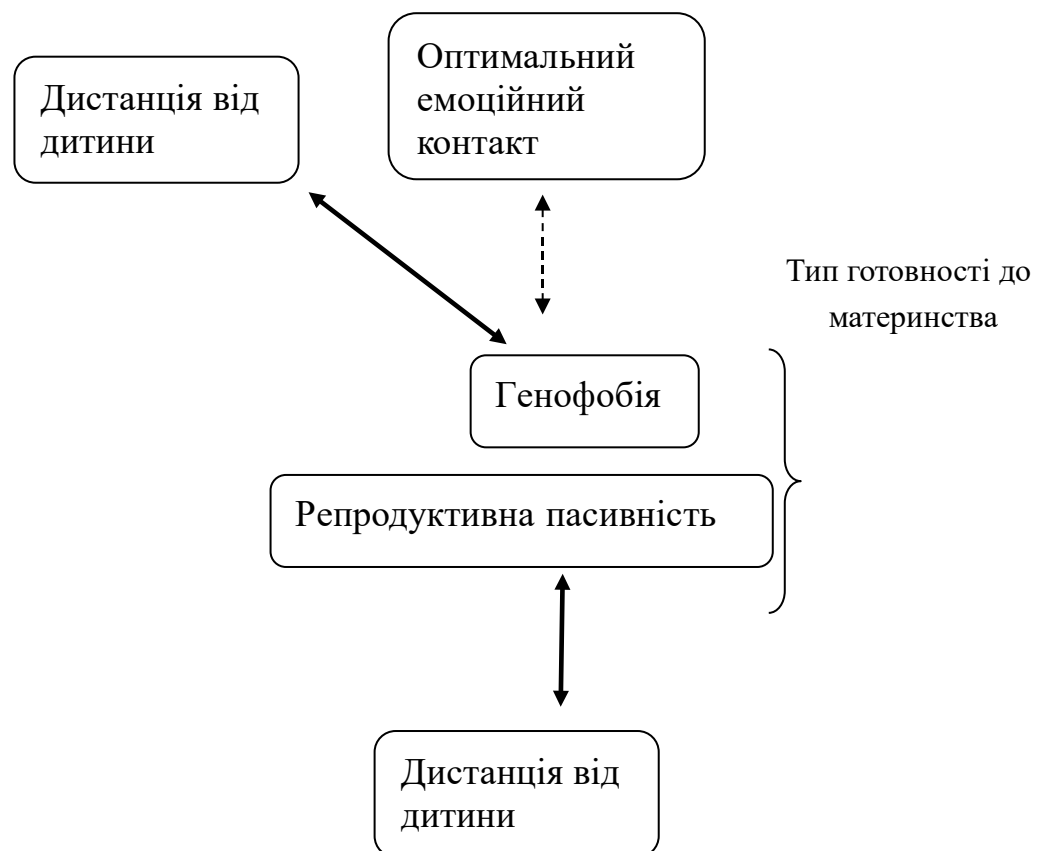 Оптимальний
емоційний
контакт
Дистанція від
дитини
Тип готовності до
материнства
Генофобія
Репродуктивна пасивність
Дистанція від
дитини